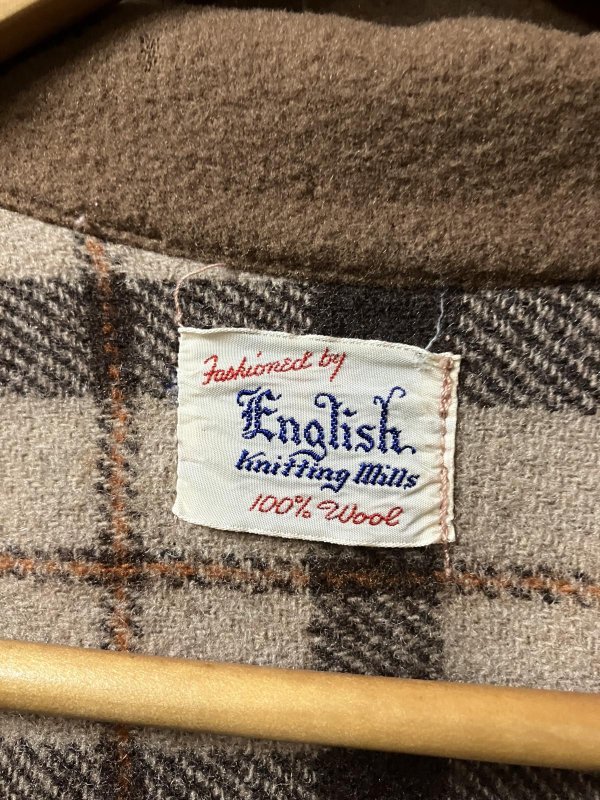 Fashioned by
English
Knitting Mills
100% Wool